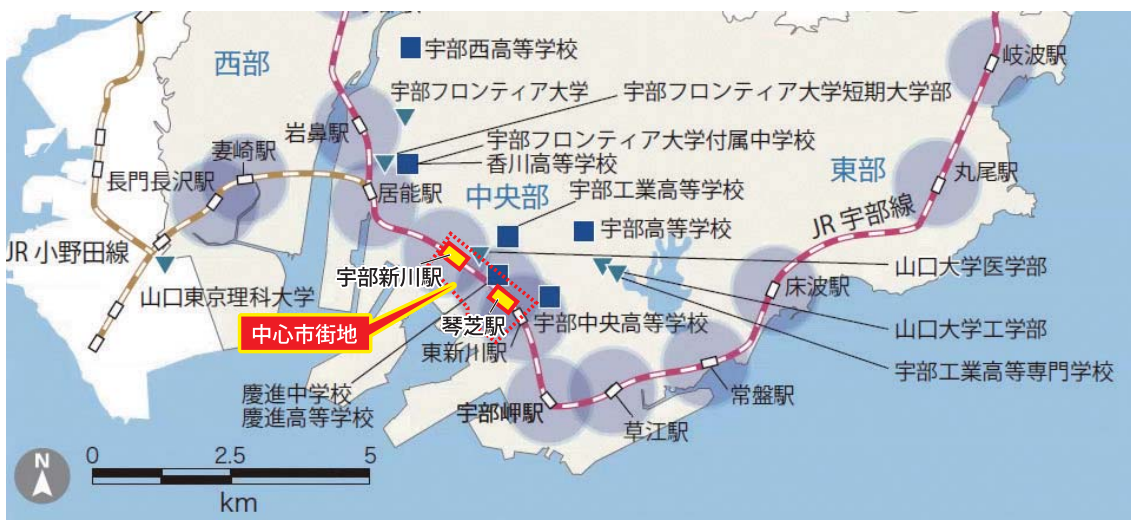 宇部西高等学校
西部
岐波駅
宇部フロンティア大学
宇部フロンティア大学短期大学部
岩鼻駅
宇部フロンティア大学付属中学校
香川高等学校
妻崎駅
長門長沢駅
居能駅
中央部
宇部工業高等学校
東部
丸尾駅
宇部高等学校
JR 宇部線
JR 小野田線
山口大学医学部
宇部新川駅
山口東京理科大学
床波駅
中心市街地
琴芝駅
宇部中央高等学校
山口大学工学部
東新川駅
宇部工業高等専門学校
慶進中学校
慶進高等学校
常盤駅
宇部岬駅
草江駅
N
0 2.5 5
km